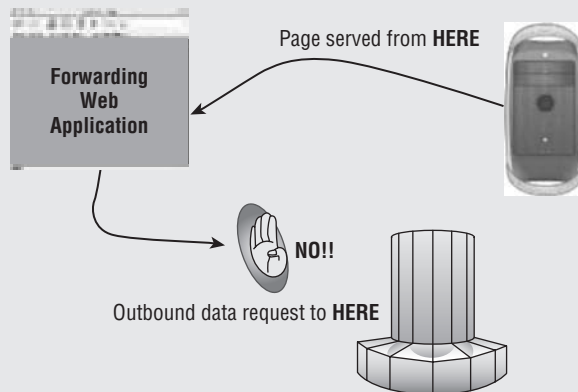 Page served from HERE
Forwarding
Web
Application
NO!!
Outbound data request to HERE